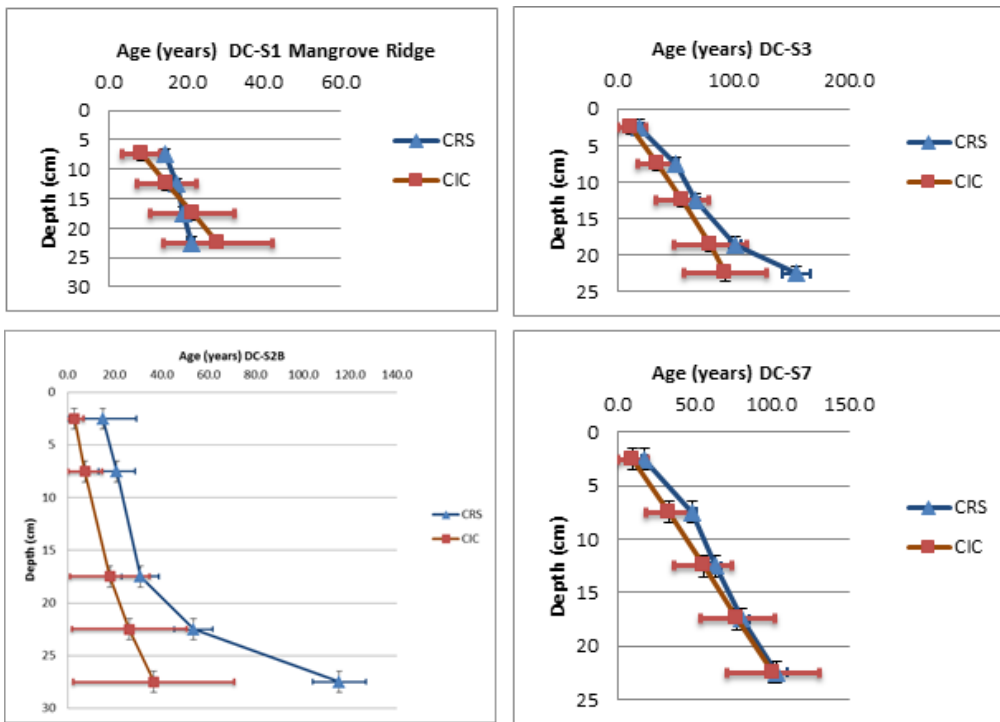 Age (years)  DC-S1 Mangrove Ridge
0.0 20.0 40.0 60.0
0
5
10
15
20
25
30
Depth (cm)
CRS
CIC
Age (years) DC-S3
0.0 100.0 200.0
0
5
10
15
20
25
Depth (cm)
CRS
CIC
Age (years) DC-S2B
0.0 20.0 40.0 60.0 80.0 100.0 120.0 140.0
0
5
10
15
20
25
30
Depth (cm)
CRS
CIC
Age (years) DC-S7
0.0 50.0 100.0 150.0
0
5
10
15
20
25
Depth (cm)
CRS
CIC